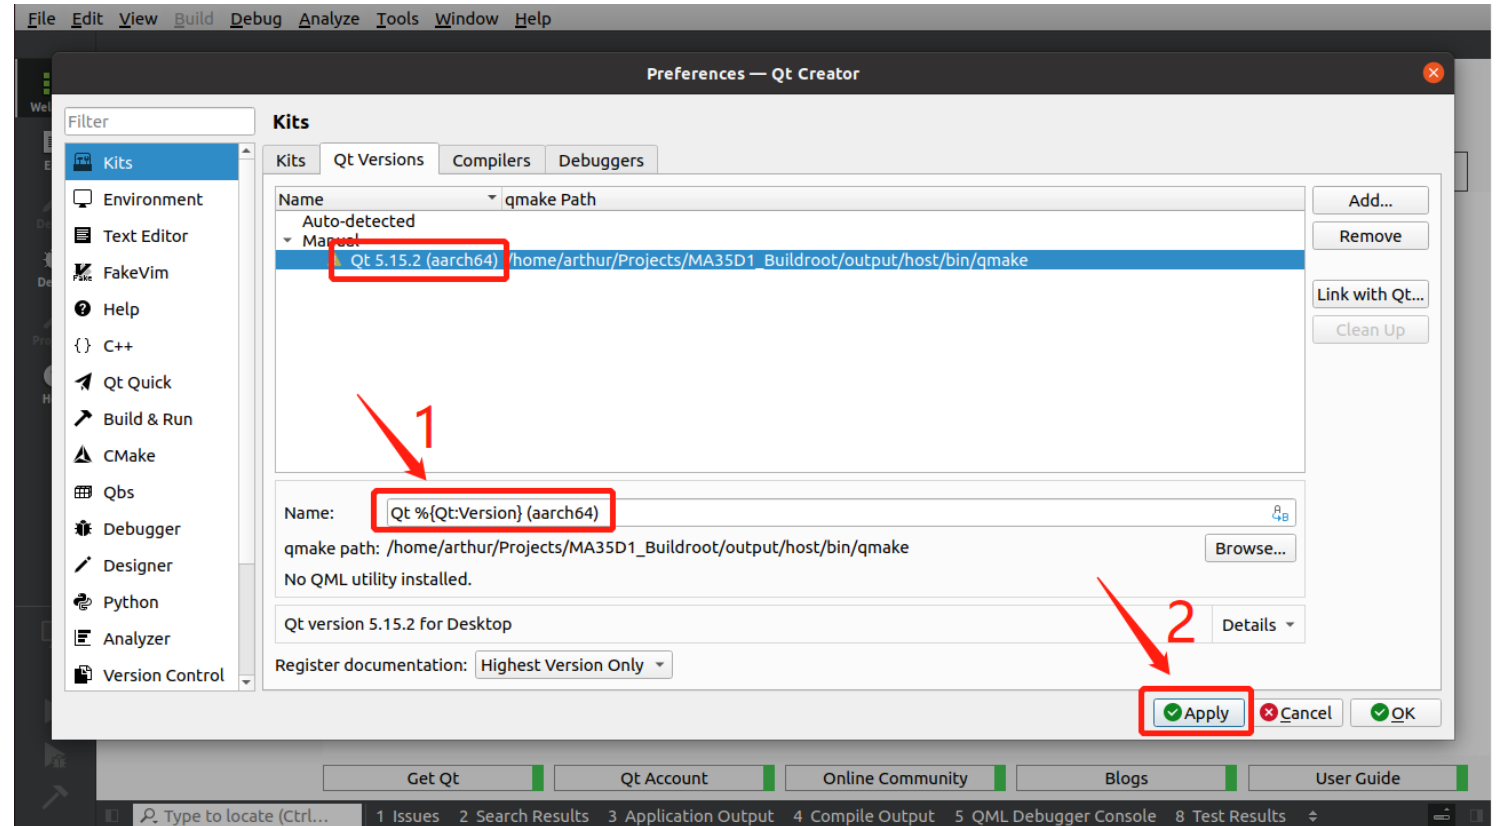 File Edit View Build Debug Analyze Tools Window Help
Preferences — Qt Creator
Wel
Filter
Kits
Kits
Environment
Text Editor
FakeVim
Help
C++
Qt Quick
Build & Run
CMake
Qbs
Debugger
Designer
Python
Analyzer
Version Control
Kits Qt Versions Compilers Debuggers
Name qmake Path
Auto-detected
Manual
Qt 5.15.2 (aarch64) /home/arthur/Projects/MA35D1_Buildroot/output/host/bin/qmake
Add...
Remove
Link with Qt...
Clean Up
1
Name: Qt %{Qt:Version} (aarch64)
qmake path: /home/arthur/Projects/MA35D1_Buildroot/output/host/bin/qmake
Browse...
No QML utility installed.
Qt version 5.15.2 for Desktop
Details
2
Register documentation: Highest Version Only
Apply Cancel OK
Get Qt Qt Account Online Community Blogs User Guide
Type to locate (Ctrl... 1 Issues 2 Search Results 3 Application Output 4 Compile Output 5 QML Debugger Console 8 Test Results